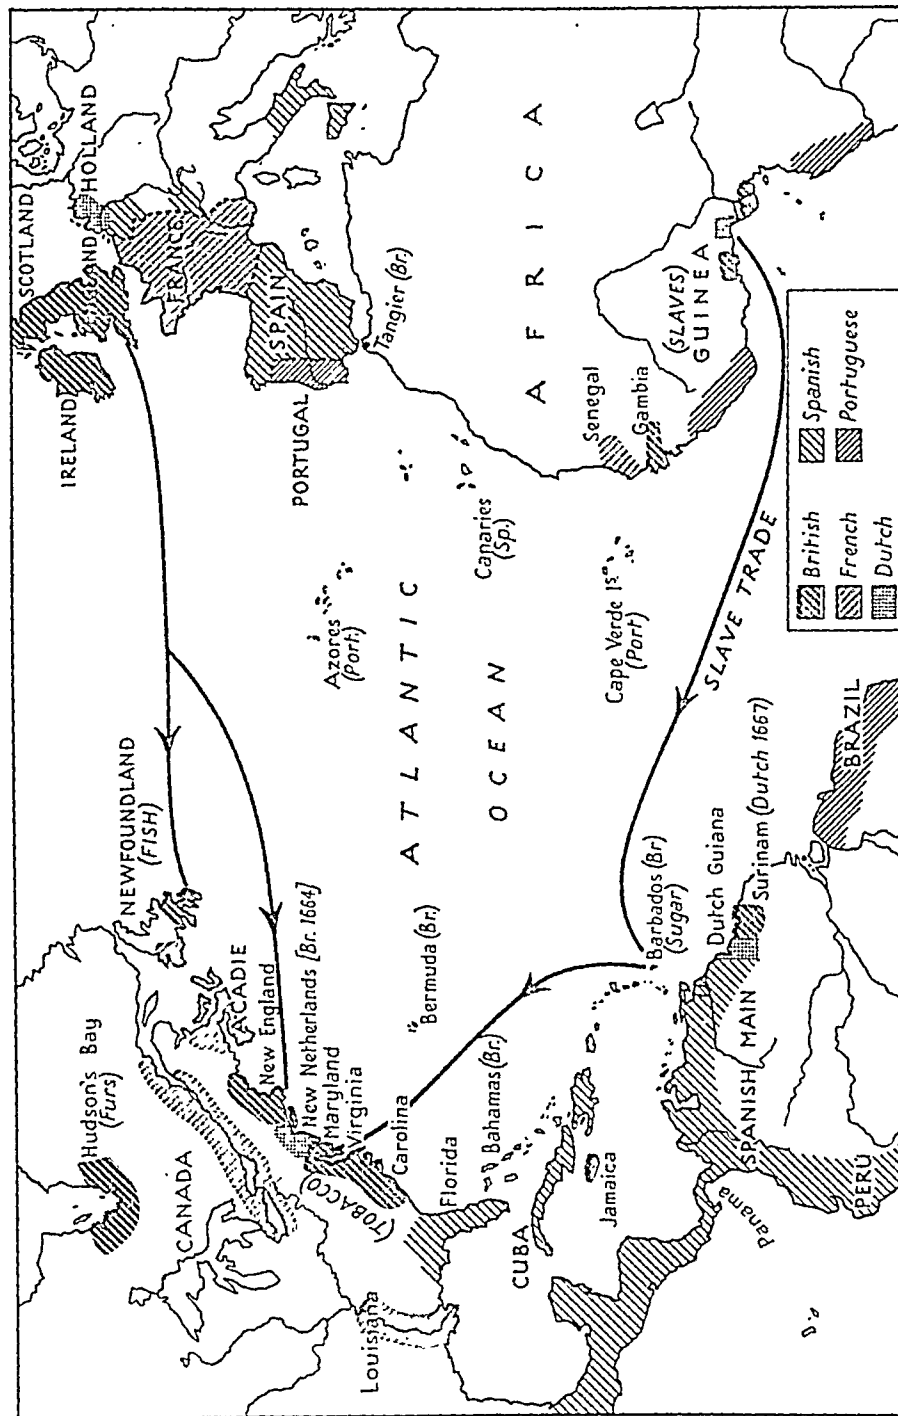 SCOTLAND
HOLLAND
IRELAND
FRANCE
SPAIN
PORTUGAL
Tangier (Br.)
AFRICA
NEWFOUNDLAND
(FISH)
Hudson's Bay
(Furs)
CANADA
ACADIE
New England
New Netherlands [Br. 1664]
Maryland
Virginia
(TOBACCO)
Carolina
Louisiana
Florida
Bermuda (Br.)
Bahamas (Br.)
CUBA
Jamaica
ATLANTIC
OCEAN
Azores
(Port.)
Canaries
(Sp.)
Cape Verde Is
(Port)
Senegal
Gambia
(SLAVES)
GUINEA
SLAVE TRADE
Barbados (Br)
(Sugar)
Dutch Guiana
Surinam (Dutch 1667)
SPANISH MAIN
Panama
PERU
BRAZIL
British
French
Dutch
Spanish
Portuguese